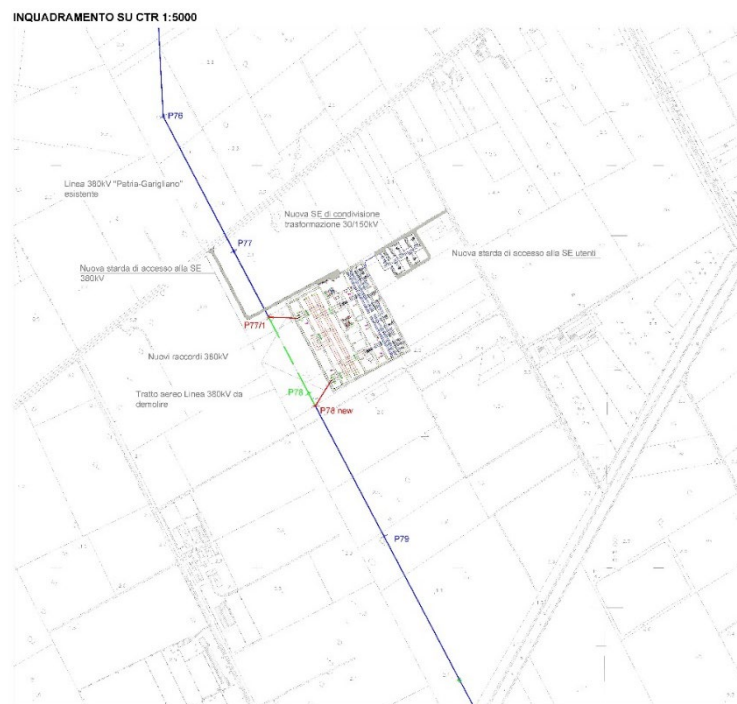 INQUADRAMENTO SU CTR 1:5000
P76
Linea 380kV "Patria-Garigliano"
esistente
Nuova SE di condivisione
trasformazione 30/150kV
P77
Nuova starda di accesso alla SE utenti
Nuova starda di accesso alla SE
380kV
P77/1
Nuovi raccordi 380kV
Tratto aereo Linea 380kV da
demolire
P78
P78 new
P79